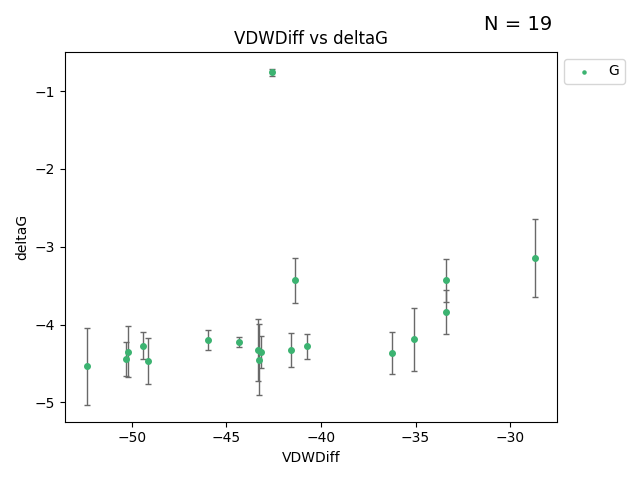 N = 19
VDWDiff vs deltaG
G
−1
−2
−3
−4
−5
deltaG
−50
−45
−40
−35
−30
VDWDiff